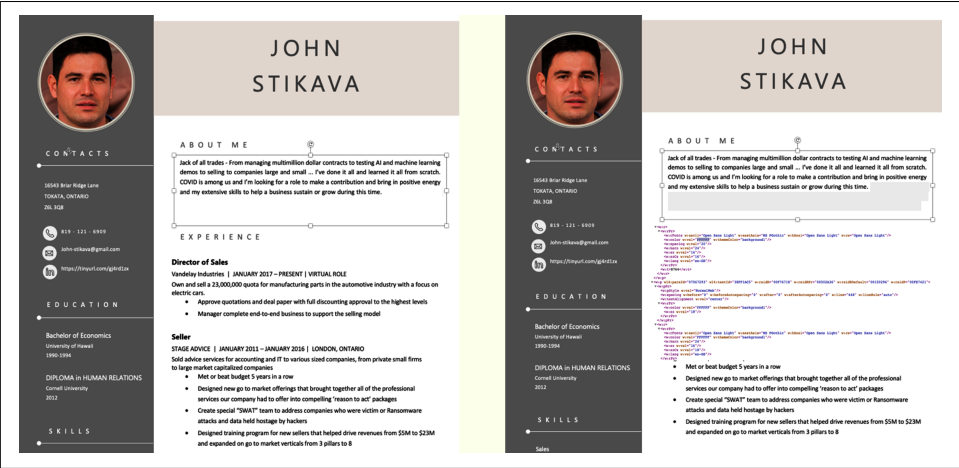 JOHN
STIKAVA
CONTACTS
16543 Briar Ridge Lane
TOKATA, ONTARIO
Z6L 3Q8
819 - 121 - 6909
John-stikava@gmail.com
https://tinyurl.com/gj4rd1zx
EDUCATION
Bachelor of Economics
University of Hawaii
1990-1994
DIPLOMA in HUMAN RELATIONS
Cornell University
2012
SKILLS
ABOUT ME
Jack of all trades - From managing multimillion dollar contracts to testing AI and machine learning
demos to selling to companies large and small ... I've done it all and learned it all from scratch.
COVID is among us and I'm looking for a role to make a contribution and bring in positive energy
and my extensive skills to help a business sustain or grow during this time.
EXPERIENCE
Director of Sales
Vandelay Industries | JANUARY 2017 – PRESENT | VIRTUAL ROLE
Own and sell a 23,000,000 quota for manufacturing parts in the automotive industry with a focus on
electric cars.
• Approve quotations and deal paper with full discounting approval to the highest levels
• Manager complete end-to-end business to support the selling model
Seller
STAGE ADVICE | JANUARY 2011 – JANUARY 2016 | LONDON, ONTARIO
Sold advice services for accounting and IT to various sized companies, from private small firms
to large market capitalized companies
• Met or beat budget 5 years in a row
• Designed new go to market offerings that brought together all of the professional
services our company had to offer into compelling 'reason to act' packages
• Create special "SWAT" team to address companies who were victim or Ransomware
attacks and data held hostage by hackers
• Designed training program for new sellers that helped drive revenues from $5M to $23M
and expanded on go to market verticals from 3 pillars to 8
JOHN
STIKAVA
CONTACTS
16543 Briar Ridge Lane
TOKATA, ONTARIO
Z6L 3Q8
819 - 121 - 6909
John-stikava@gmail.com
https://tinyurl.com/gj4rd1zx
EDUCATION
Bachelor of Economics
University of Hawaii
1990-1994
DIPLOMA in HUMAN RELATIONS
Cornell University
2012
SKILLS
Sales
ABOUT ME
Jack of all trades - From managing multimillion dollar contracts to testing AI and machine learning
demos to selling to companies large and small ... I've done it all and learned it all from scratch.
COVID is among us and I'm looking for a role to make a contribution and bring in positive energy
and my extensive skills to help a business sustain or grow during this time.
• Met or beat budget 5 years in a row
• Designed new go to market offerings that brought together all of the professional
services our company had to offer into compelling 'reason to act' packages
• Create special "SWAT" team to address companies who were victim or Ransomware
attacks and data held hostage by hackers
• Designed training program for new sellers that helped drive revenues from $5M to $23M
and expanded on go to market verticals from 3 pillars to 8